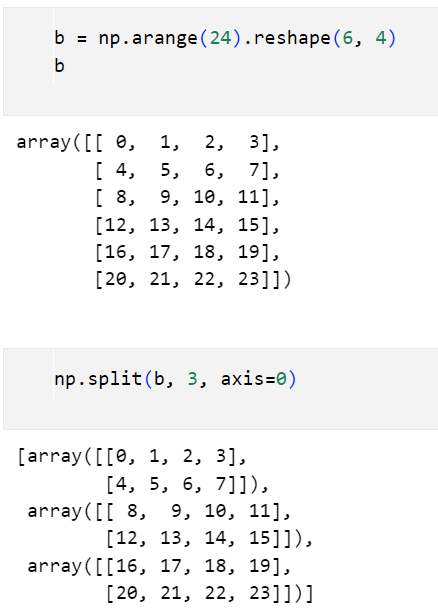 b = np.arange(24).reshape(6, 4)
b
array([[ 0,  1,  2,  3],
       [ 4,  5,  6,  7],
       [ 8,  9, 10, 11],
       [12, 13, 14, 15],
       [16, 17, 18, 19],
       [20, 21, 22, 23]])
np.split(b, 3, axis=0)
[array([[0, 1, 2, 3],
        [4, 5, 6, 7]]),
 array([[ 8,  9, 10, 11],
        [12, 13, 14, 15]]),
 array([[16, 17, 18, 19],
        [20, 21, 22, 23]])]